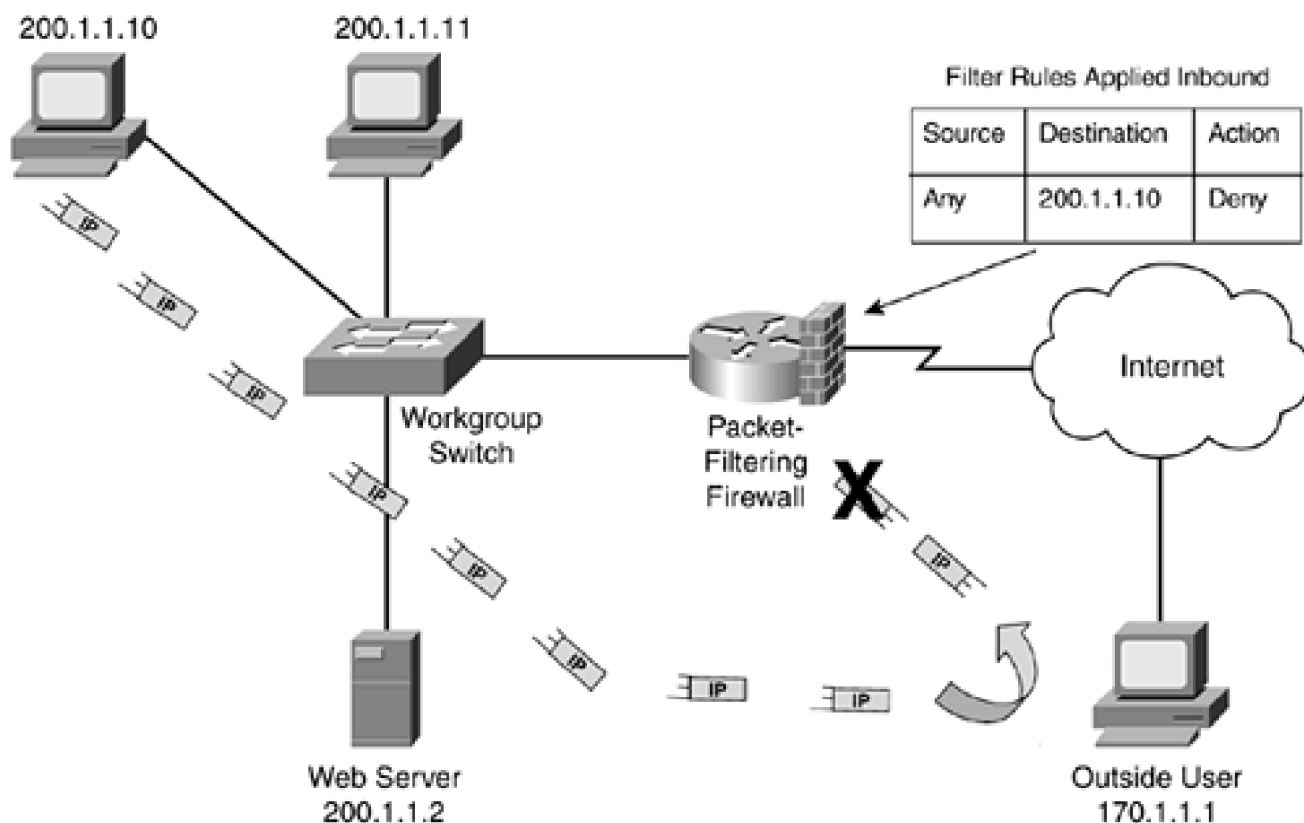 200.1.1.10
200.1.1.11
Filter Rules Applied Inbound
Source Destination Action
Any 200.1.1.10 Deny
IP
IP
IP
IP
IP
IP
IP
IP
IP
Workgroup
Switch
Packet-
Filtering
Firewall
X
Internet
Web Server
200.1.1.2
Outside User
170.1.1.1